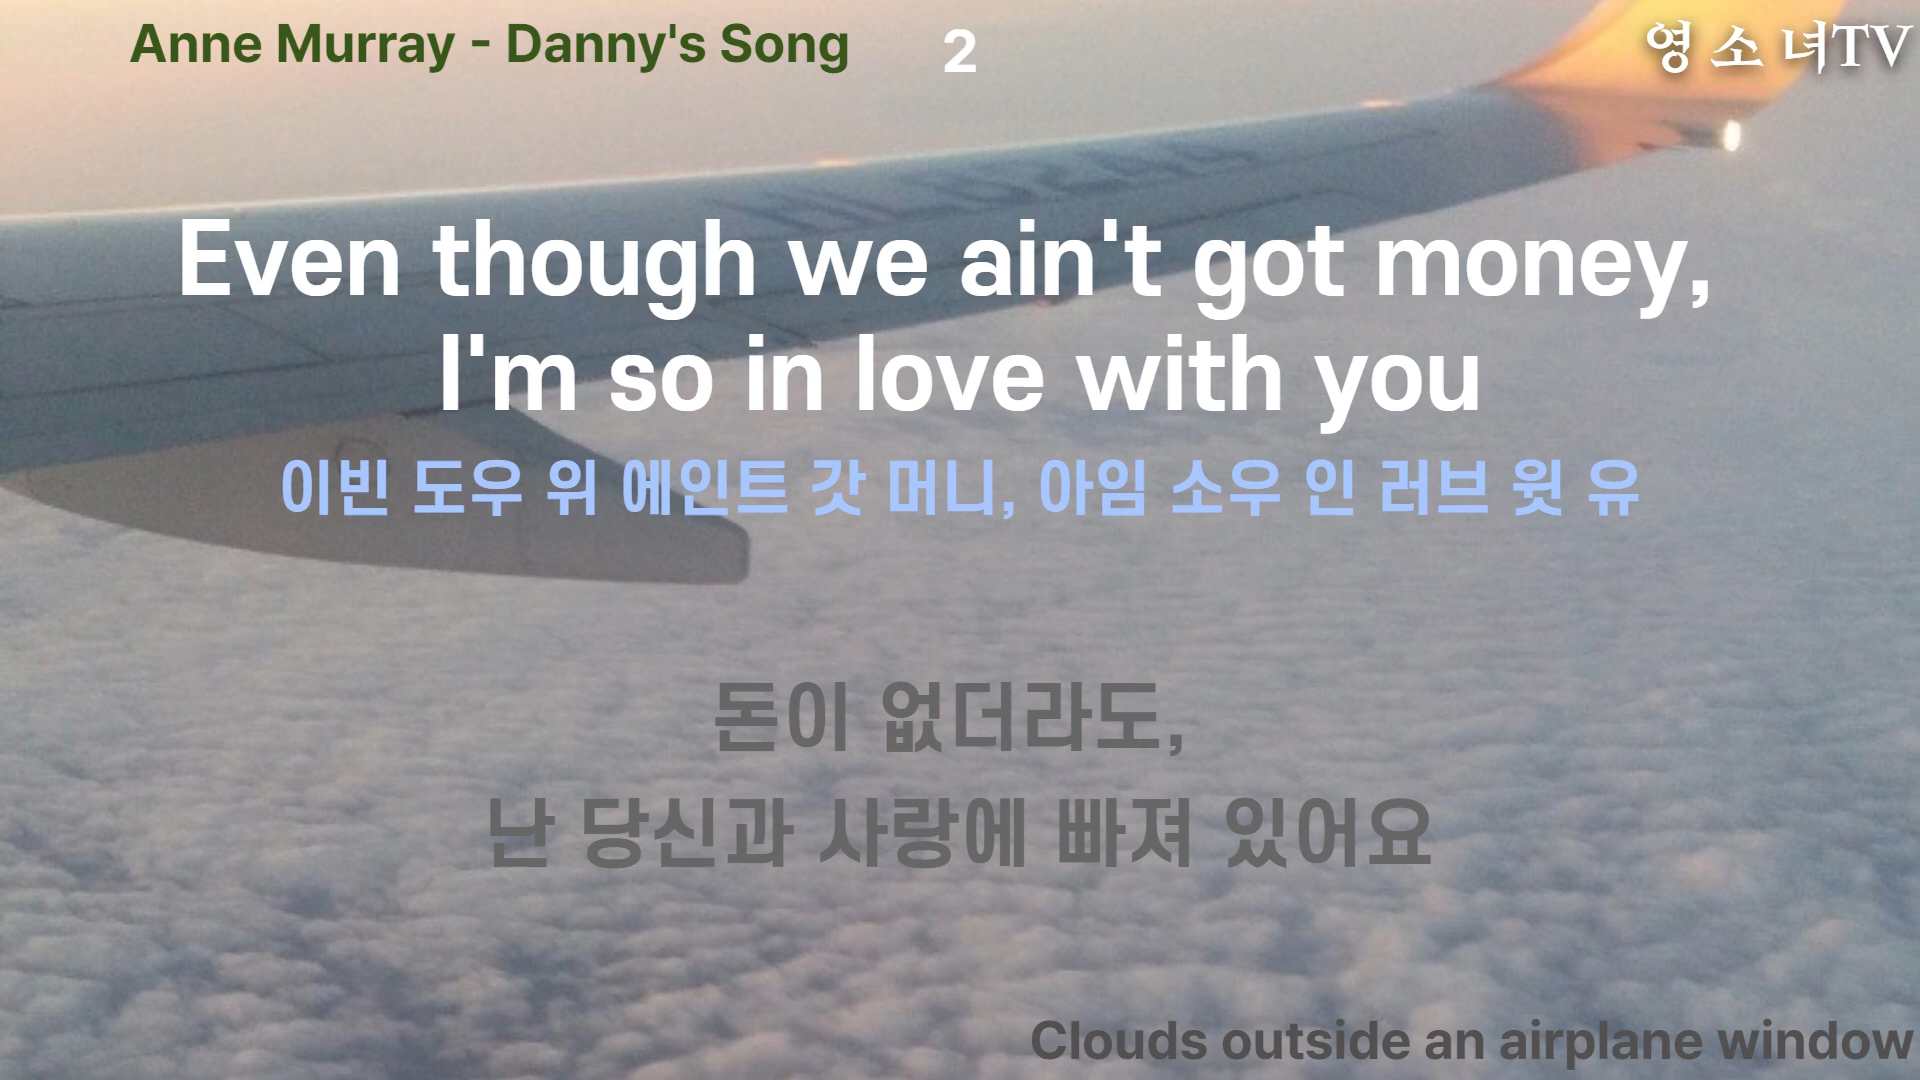 Anne Murray - Danny's Song
2
영 소 녀TV
Even though we ain't got money,
I'm so in love with you
이빈 도우 위 에인트 갓 머니, 아임 소우 인 러브 윗 유
돈이 없더라도,
난 당신과 사랑에 빠져 있어요
Clouds outside an airplane window